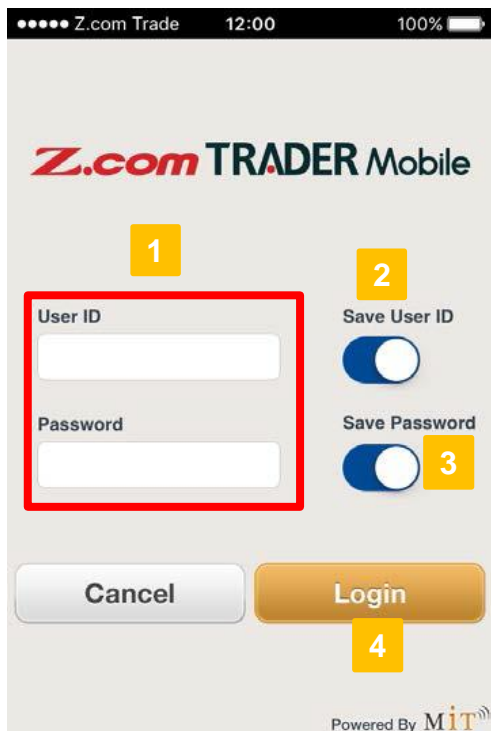 ●●●●● Z.com Trade 12:00 100%
Z.com TRADER Mobile
1
2
User ID Save User ID
Password Save Password
3
Cancel Login
4
Powered By MiT